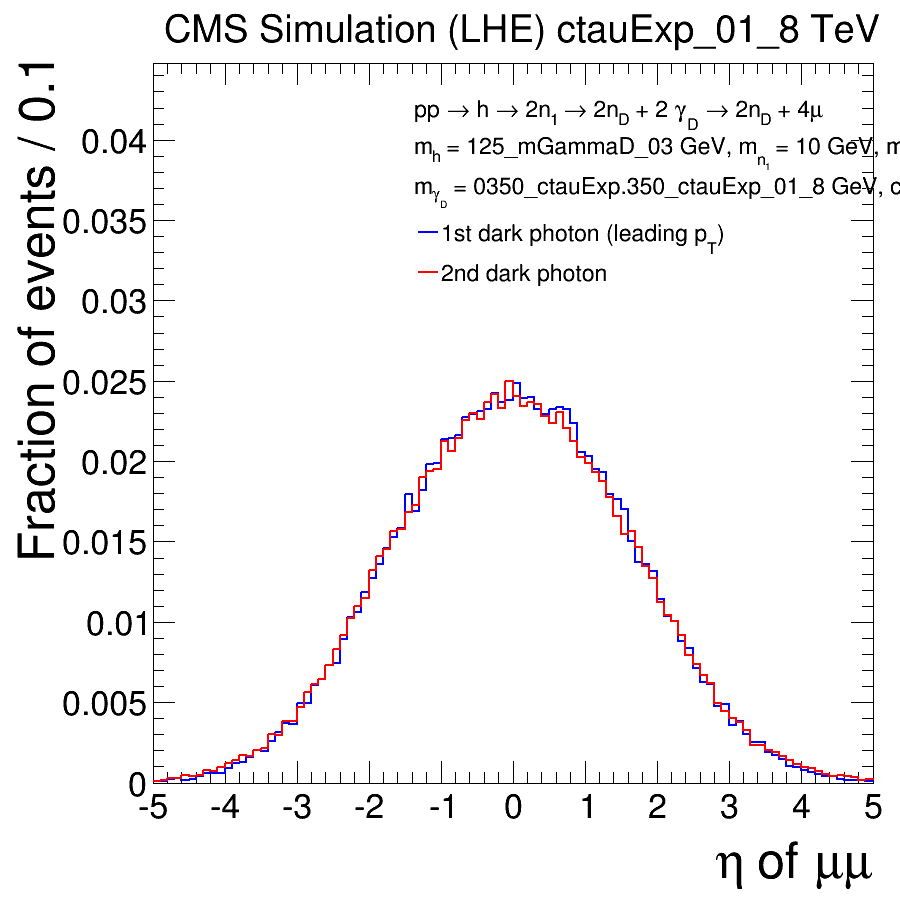 CMS Simulation (LHE) ctauExp_01_8 TeV
pp → h → 2n1 → 2nD + 2 γD → 2nD + 4μ
mh = 125_mGammaD_03 GeV, mn1 = 10 GeV, m
mγD = 0350_ctauExp.350_ctauExp_01_8 GeV, c
1st dark photon (leading pT)
2nd dark photon
Fraction of events / 0.1
0.04
0.035
0.03
0.025
0.02
0.015
0.01
0.005
0
-5 -4 -3 -2 -1 0 1 2 3 4 5
η of μμ